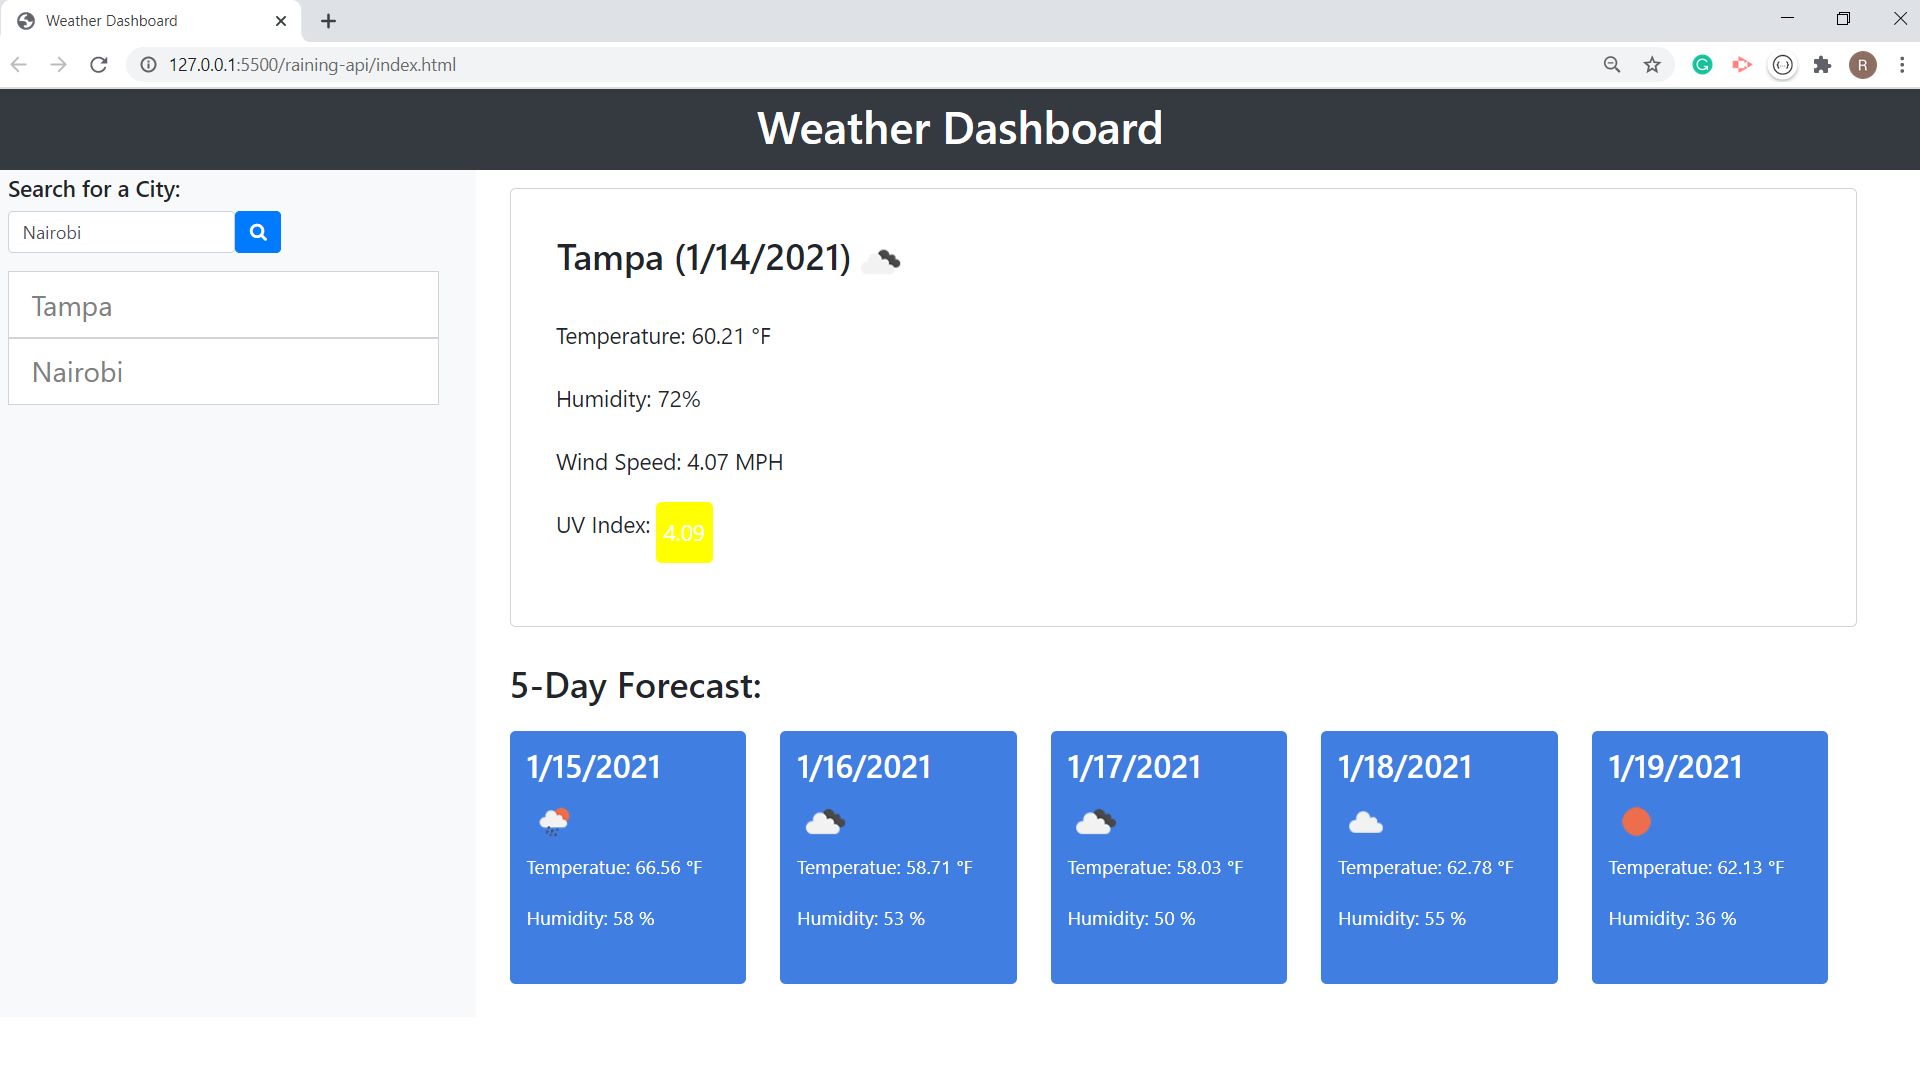 Weather Dashboard
127.0.0.1:5500/raining-api/index.html
R
Weather Dashboard
Search for a City:
Nairobi
Tampa
Nairobi
Tampa (1/14/2021)
Temperature: 60.21 °F
Humidity: 72%
Wind Speed: 4.07 MPH
UV Index: 4.09
5-Day Forecast:
1/15/2021
Temperatue: 66.56 °F
Humidity: 58 %
1/16/2021
Temperatue: 58.71 °F
Humidity: 53 %
1/17/2021
Temperatue: 58.03 °F
Humidity: 50 %
1/18/2021
Temperatue: 62.78 °F
Humidity: 55 %
1/19/2021
Temperatue: 62.13 °F
Humidity: 36 %